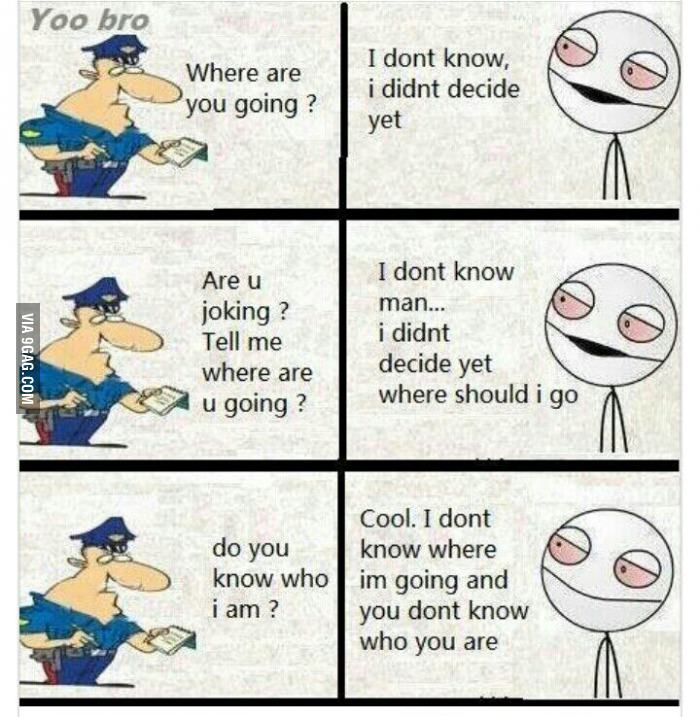 Yoo bro
Where are
you going ?
I dont know,
i didnt decide
yet
Are u
joking ?
Tell me
where are
u going ?
I dont know
man...
i didnt
decide yet
where should i go
do you
know who
i am ?
Cool. I dont
know where
im going and
you dont know
who you are
VIA 9GAG.COM